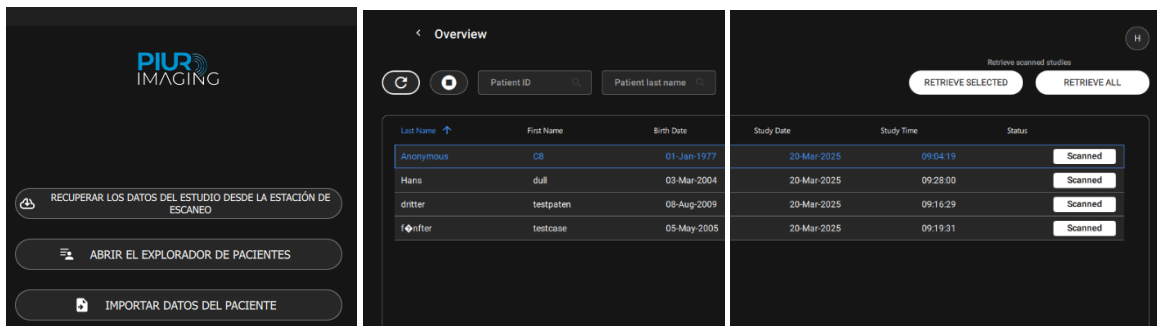 PIUR
IMAGING
RECUPERAR LOS DATOS DEL ESTUDIO DESDE LA ESTACIÓN DE
ESCANEO
ABRIR EL EXPLORADOR DE PACIENTES
IMPORTAR DATOS DEL PACIENTE
< Overview
H
Retrieve scanned studies
Patient ID Patient last name RETRIEVE SELECTED RETRIEVE ALL
Last Name ↑ First Name Birth Date Study Date Study Time Status
Anonymous C8 01-Jan-1977 20-Mar-2025 09:04:19 Scanned
Hans dull 03-Mar-2004 20-Mar-2025 09:28:00 Scanned
dritter testpaten 08-Aug-2009 20-Mar-2025 09:16:29 Scanned
f�nfter testcase 05-May-2005 20-Mar-2025 09:19:31 Scanned